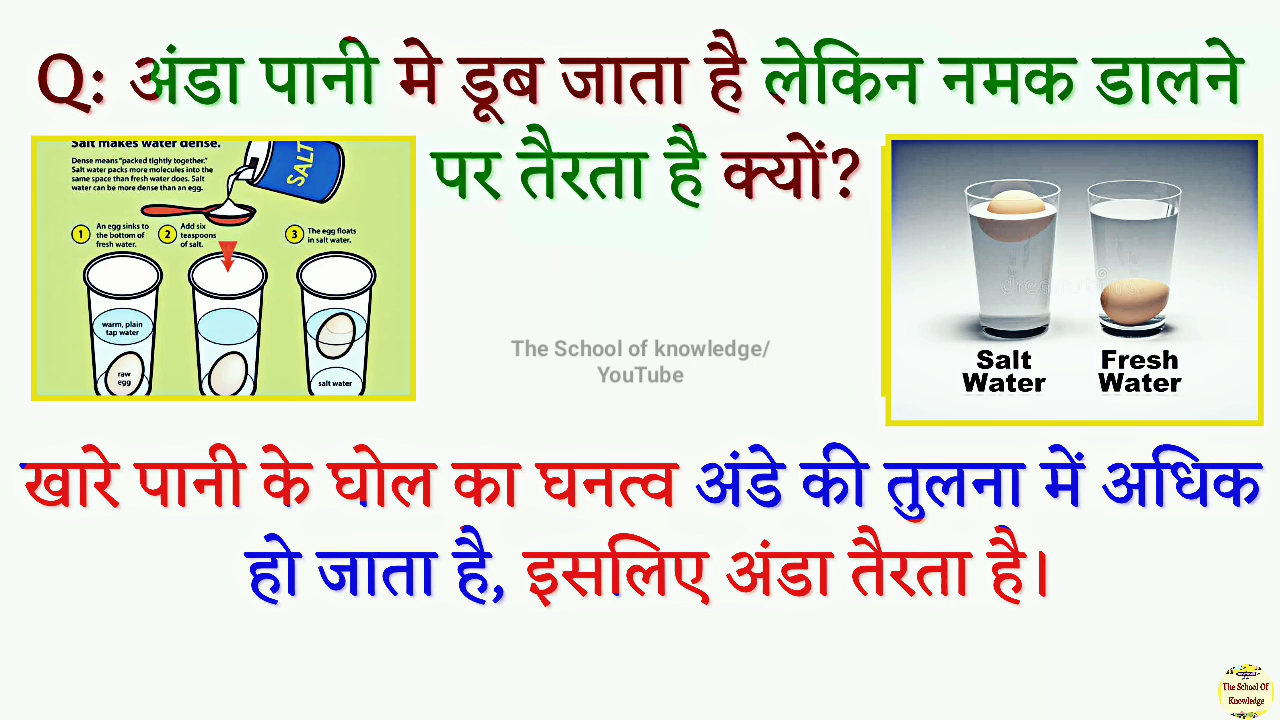 Q: अंडा पानी मे डूब जाता है लेकिन नमक डालने
पर तैरता है क्यों?
Salt makes water dense.
Dense means "packed tightly together."
Salt water packs more molecules into the
same space than fresh water does. Salt
water can be more dense than an egg.
SALT
1 An egg sinks to
the bottom of
fresh water.
2 Add six
teaspoons
of salt.
3 The egg floats
in salt water.
warm, plain
tap water
raw
egg
salt water
Salt
Water
Fresh
Water
The School of knowledge/
YouTube
खारे पानी के घोल का घनत्व अंडे की तुलना में अधिक
हो जाता है, इसलिए अंडा तैरता है।
The School Of
Knowledge